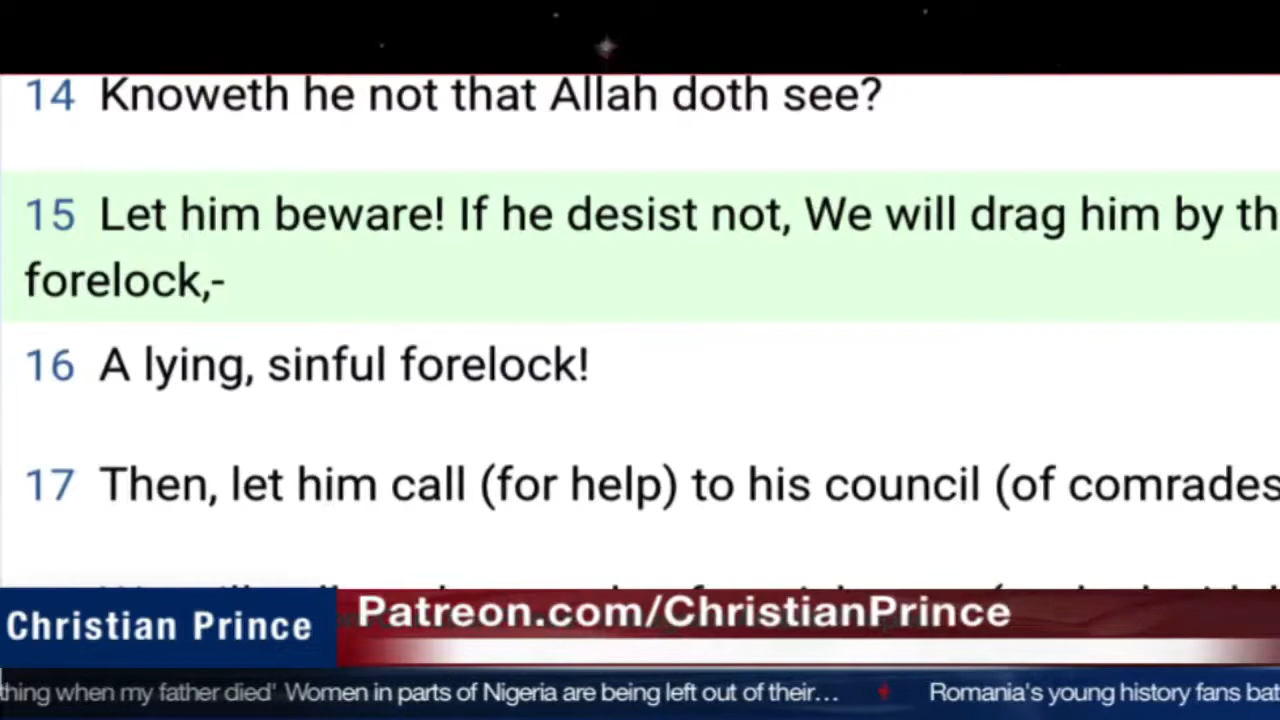 14 Knoweth he not that Allah doth see?
15 Let him beware! If he desist not, We will drag him by th
forelock,-
16 A lying, sinful forelock!
17 Then, let him call (for help) to his council (of comrades
Christian Prince
Patreon.com/ChristianPrince
thing when my father died' Women in parts of Nigeria are being left out of their... Romania's young history fans bat